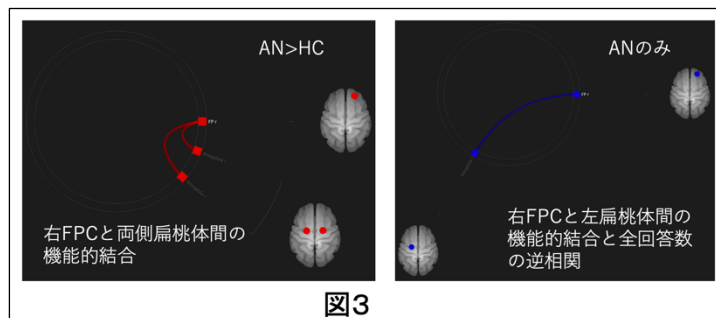 AN>HC
FP r
右FPCと両側扁桃体間の
機能的結合
ANのみ
FP r
右FPCと左扁桃体間の
機能的結合と全回答数
の逆相関
図3